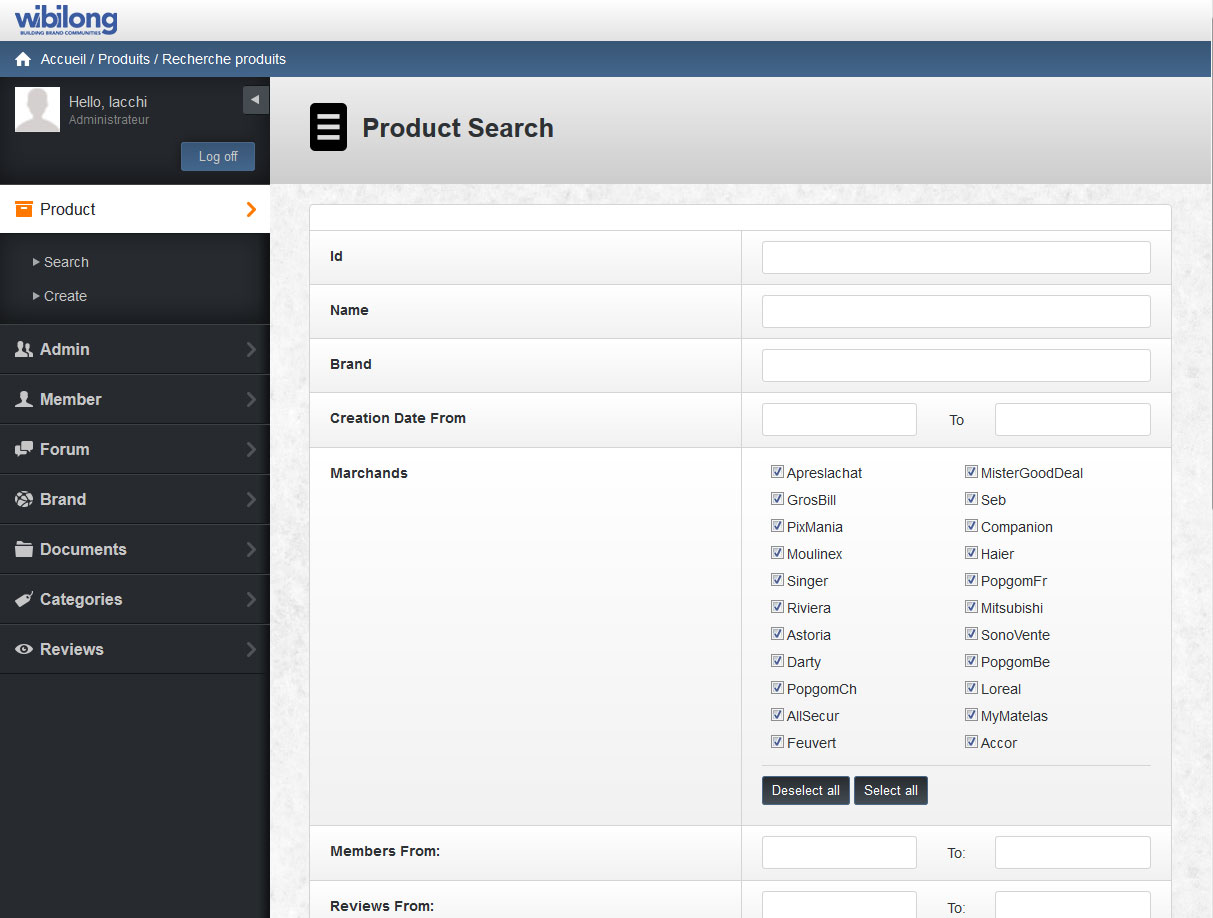 wibilong
BUILDING BRAND COMMUNITIES
Accueil / Produits / Recherche produits
Hello, lacchi
Administrateur
Log off
Product
Search
Create
Admin
Member
Forum
Brand
Documents
Categories
Reviews
Product Search
Id
Name
Brand
Creation Date From To
Marchands
Apreslachat MisterGoodDeal
GrosBill Seb
PixMania Companion
Moulinex Haier
Singer PopgomFr
Riviera Mitsubishi
Astoria SonoVente
Darty PopgomBe
PopgomCh Loreal
AllSecur MyMatelas
Feuvert Accor
Deselect all Select all
Members From: To:
Reviews From: To: